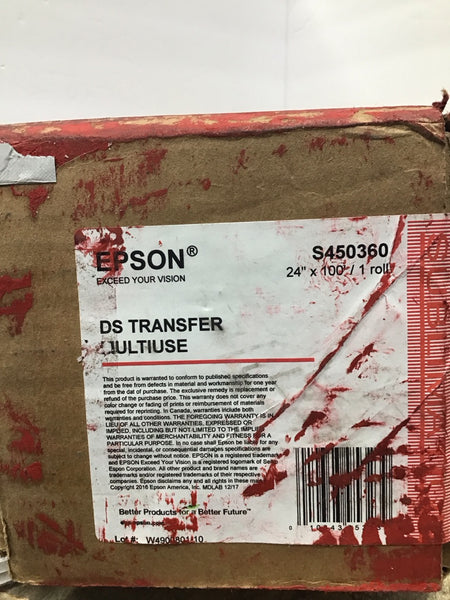 EPSON®
EXCEED YOUR VISION
S450360
24" x 100' / 1 roll
DS TRANSFER
MULTIUSE
This product is warranted to conform to published specifications
and be free from defects in material and workmanship for one year
from the dat of purchase. The exclusive remedy is replacement or
refund of the purchase price. This warranty does not cover any
color change or fading of prints or reimbursement of materials
required for reprinting. In Canada, warranties include both
warranties and conditions. THE FOREGOING WARRANTY IS IN
LIEU OF ALL OTHER WARRANTIES, EXPRESSED OR
IMPLIED, INCLUDING BUT NOT LIMITED TO THE IMPLIED
WARRANTIES OF MERCHANTABILITY AND FITNESS FOR A
PARTICULAR PURPOSE. In no case shall Epson be liable for any
special, incidental, or consequential damages specifications are
subject to change without notice. EPSON is a registered trademark
and EPSON Exceed Your Vision is a registered logomark of Seiko
Epson Corporation. All other product and brand names are
trademarks and/or registered trademarks of their respective
companies. Epson disclaims any and all rights in these marks.
Copyright 2016 Epson America, Inc. MDLAB 12/17
Better Products for a Better Future™
Lot #: W4900801/10